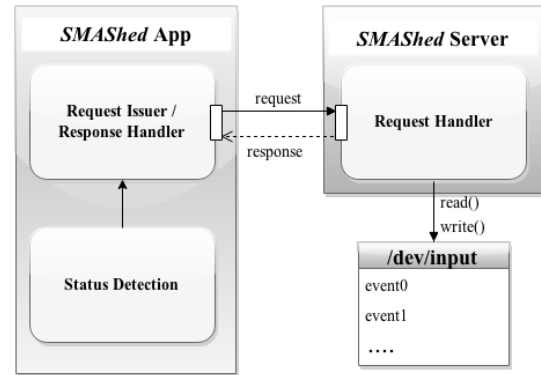 SMAShed App
Request Issuer /
Response Handler
Status Detection
request
response
SMAShed Server
Request Handler
read()
write()
/dev/input
event0
event1
....